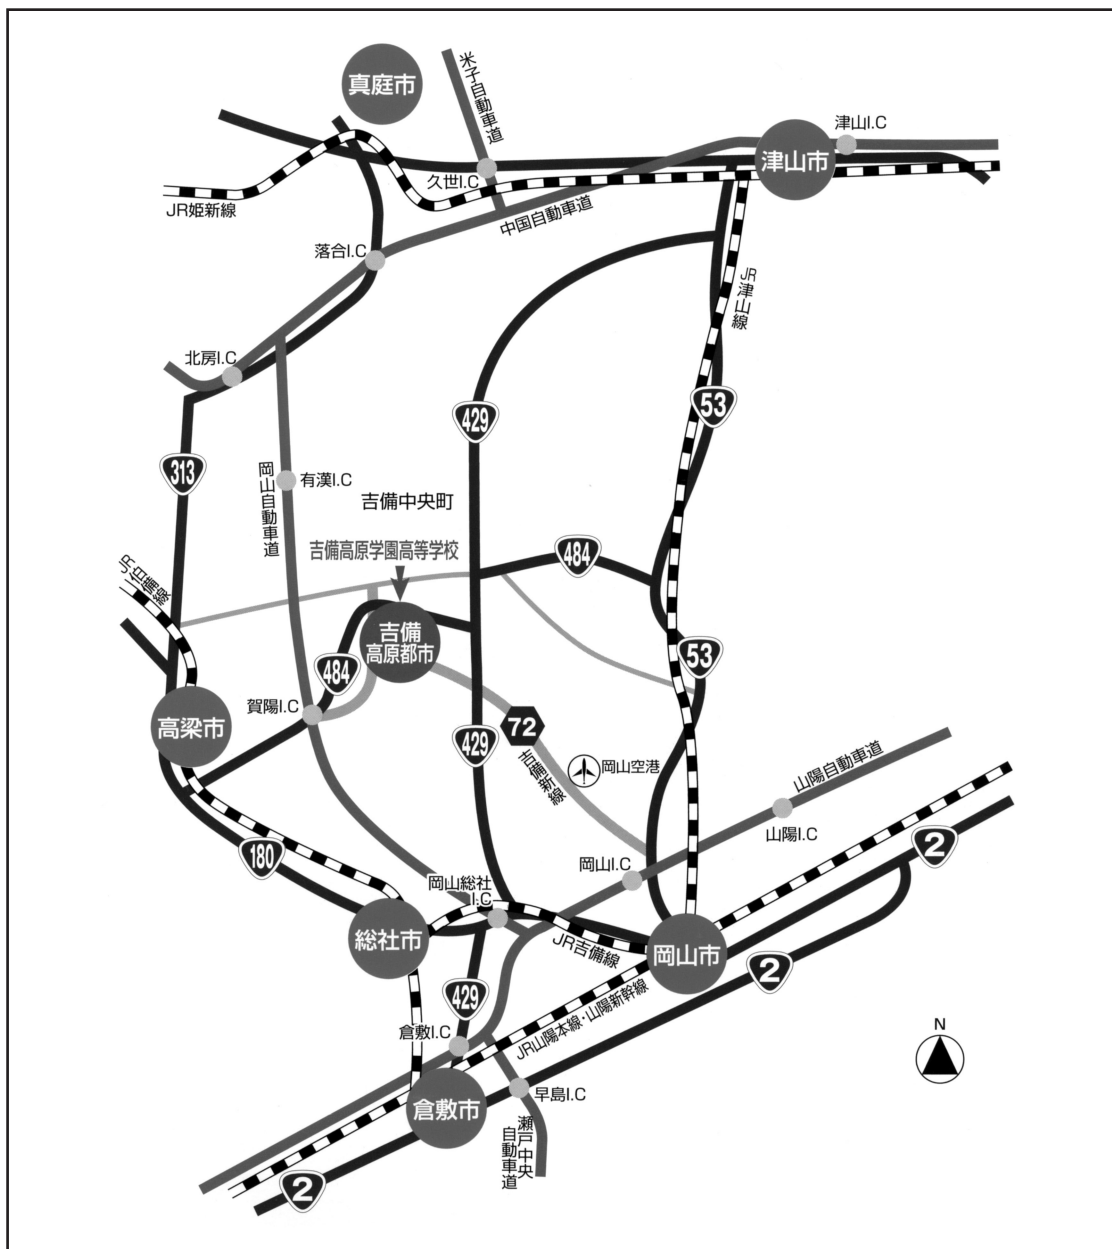 真庭市
米子自動車道
津山I.C
津山市
久世I.C
JR姫新線
中国自動車道
落合I.C
JR津山線
北房I.C
53
429
313
岡山自動車道
有漢I.C
吉備中央町
吉備高原学園高等学校
484
JR伯備線
吉備
高原都市
53
484
賀陽I.C
高梁市
72
429
吉備新線
岡山空港
山陽自動車道
山陽I.C
2
180
岡山I.C
岡山総社
I.C
総社市
JR吉備線
岡山市
2
429
JR山陽本線・山陽新幹線
N
倉敷I.C
早島I.C
倉敷市
瀬戸中央
自動車道
2